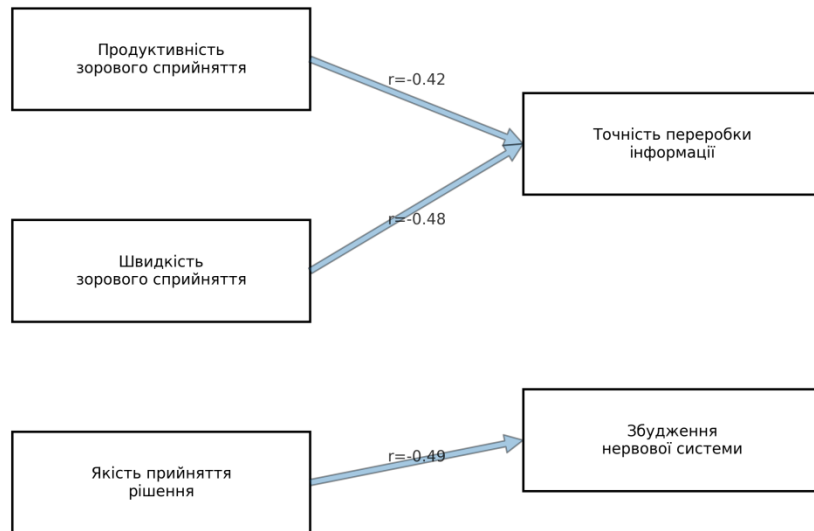 Продуктивність
зорового сприйняття
r=-0.42
Точність переробки
інформації
Швидкість
зорового сприйняття
r=-0.48
Якість прийняття
рішення
r=-0.49
Збудження
нервової системи